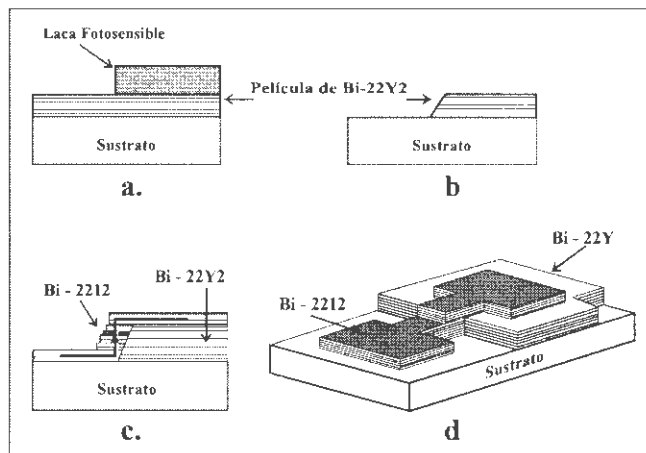 Laca Fotosensible
Película de Bi-22Y2
Sustrato
a.
Sustrato
b
Bi - 2212
Bi - 22Y2
Sustrato
c.
Bi - 22Y
Bi - 2212
Sustrato
d